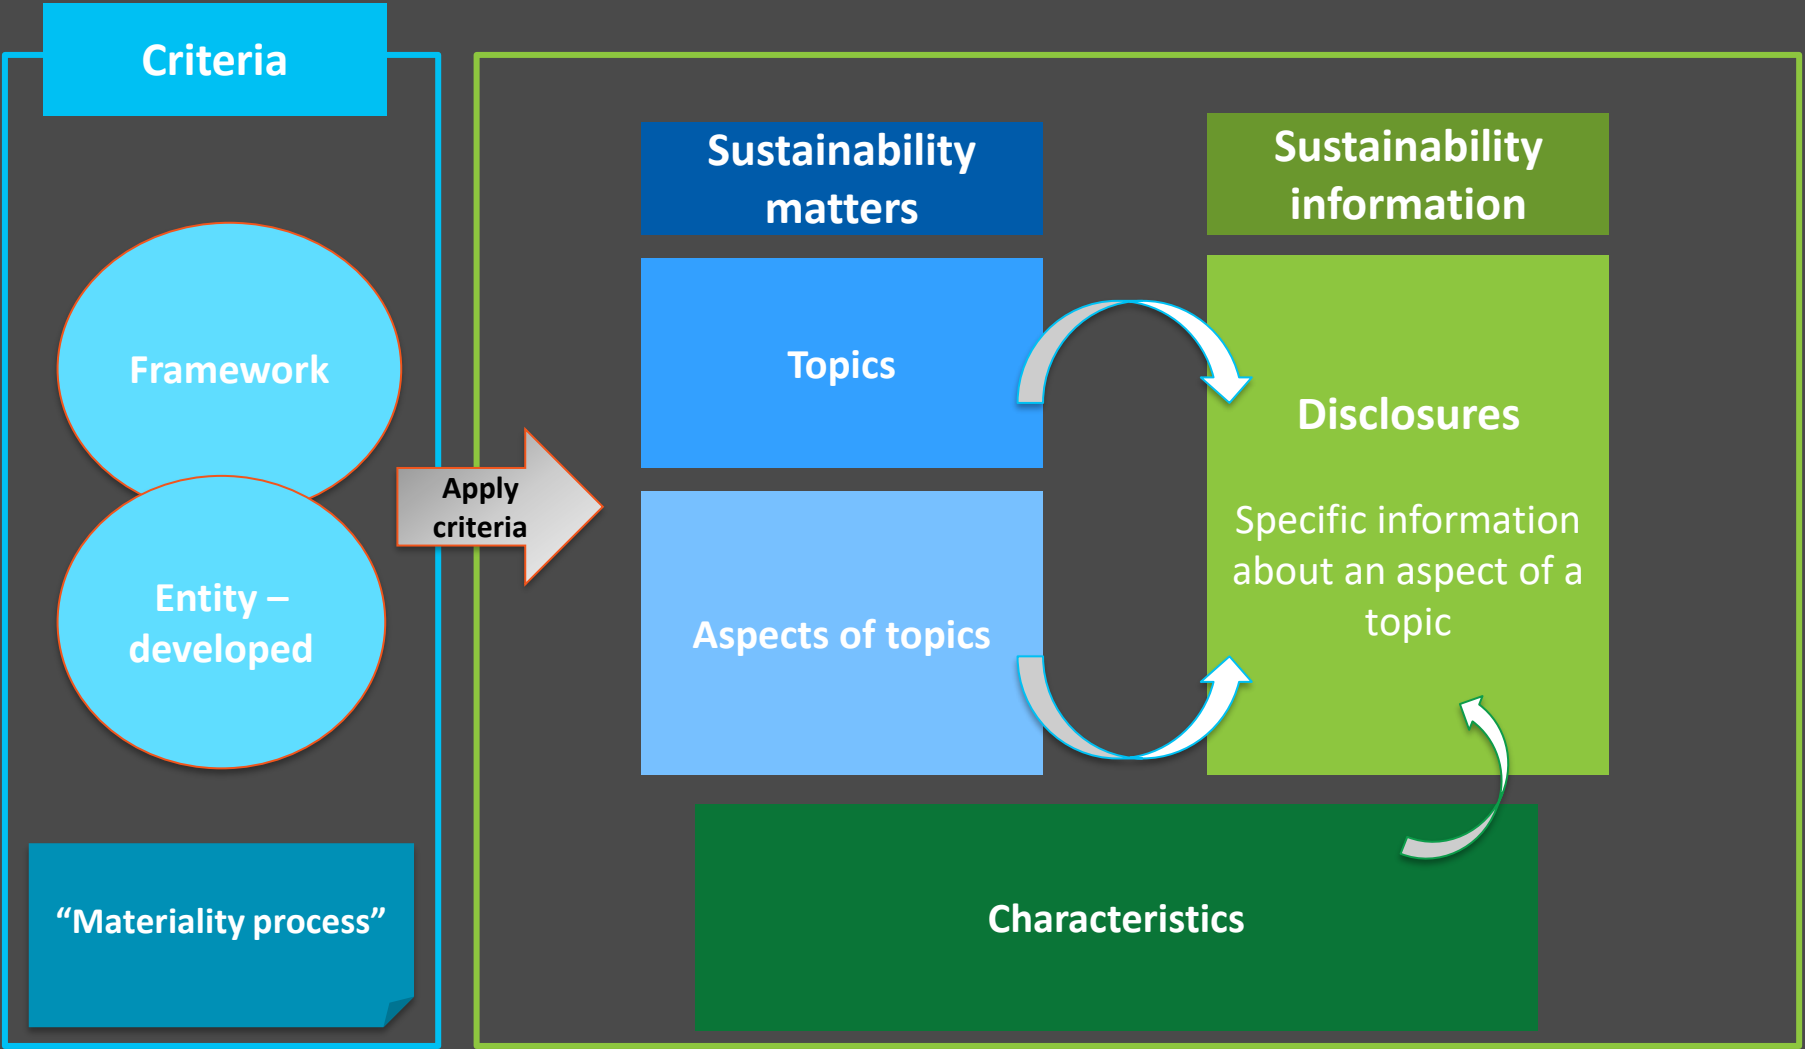 Criteria
Framework
Entity –
developed
“Materiality process”
Apply
criteria
Sustainability
matters
Topics
Aspects of topics
Sustainability
information
Disclosures
Specific information
about an aspect of a
topic
Characteristics